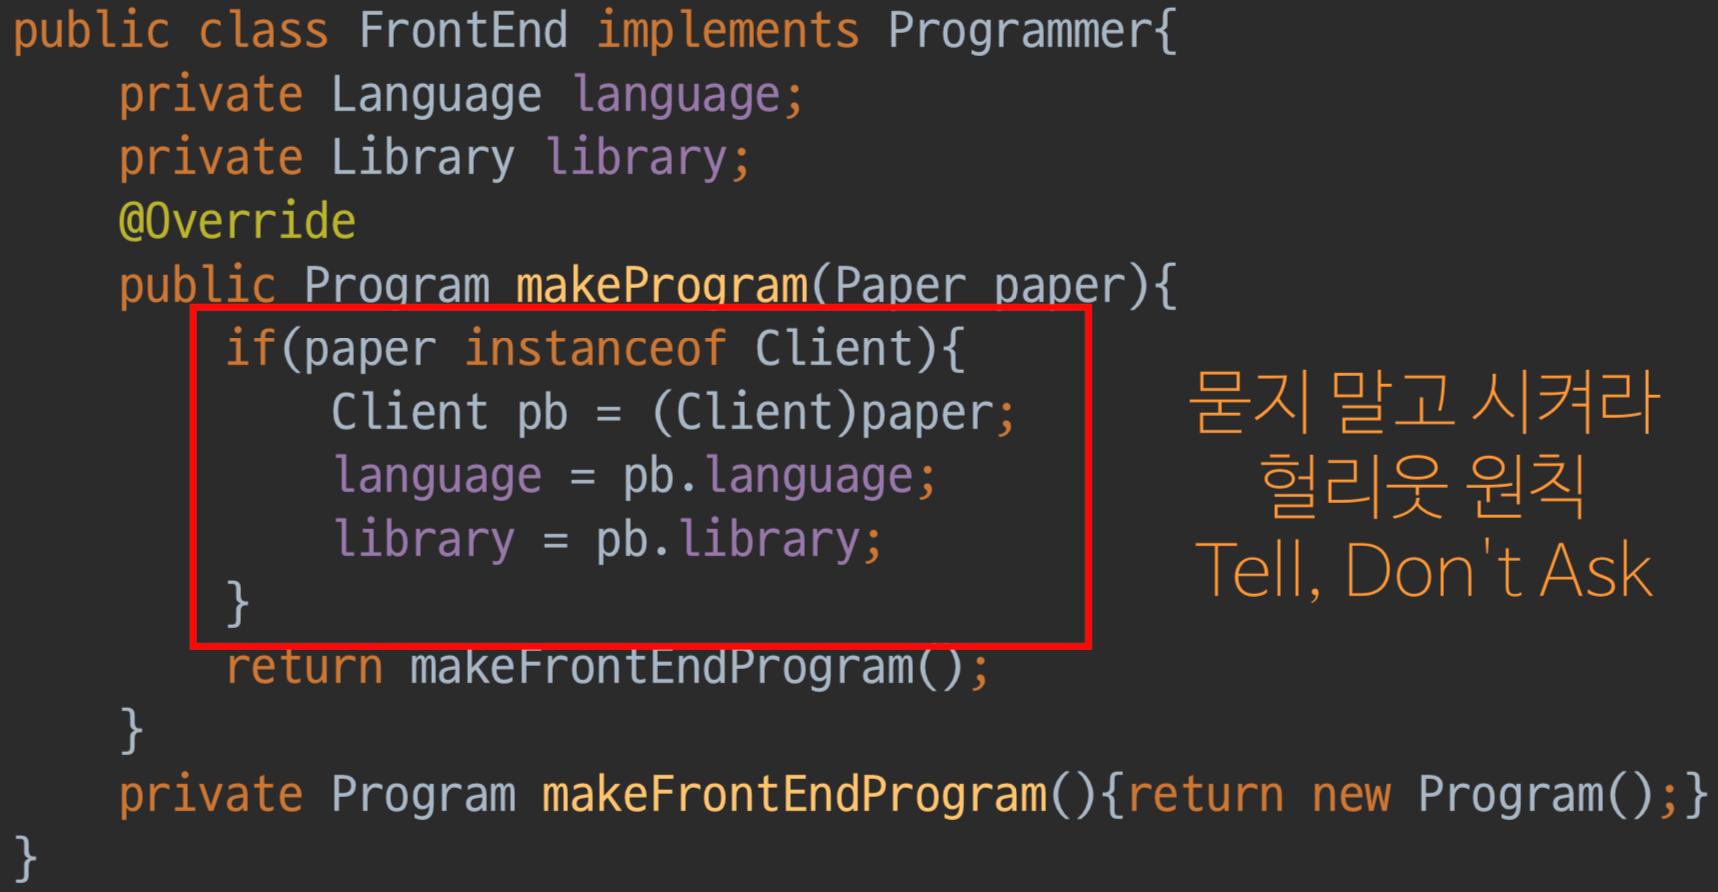 public class FrontEnd implements Programmer{
    private Language language;
    private Library library;
    @Override
    public Program makeProgram(Paper paper){
        if(paper instanceof Client){
            Client pb = (Client)paper;
            language = pb.language;
            library = pb.library;
        }
        return makeFrontEndProgram();
    }
    private Program makeFrontEndProgram(){return new Program();}
}
묻지 말고 시켜라
헐리웃 원칙
Tell, Don't Ask